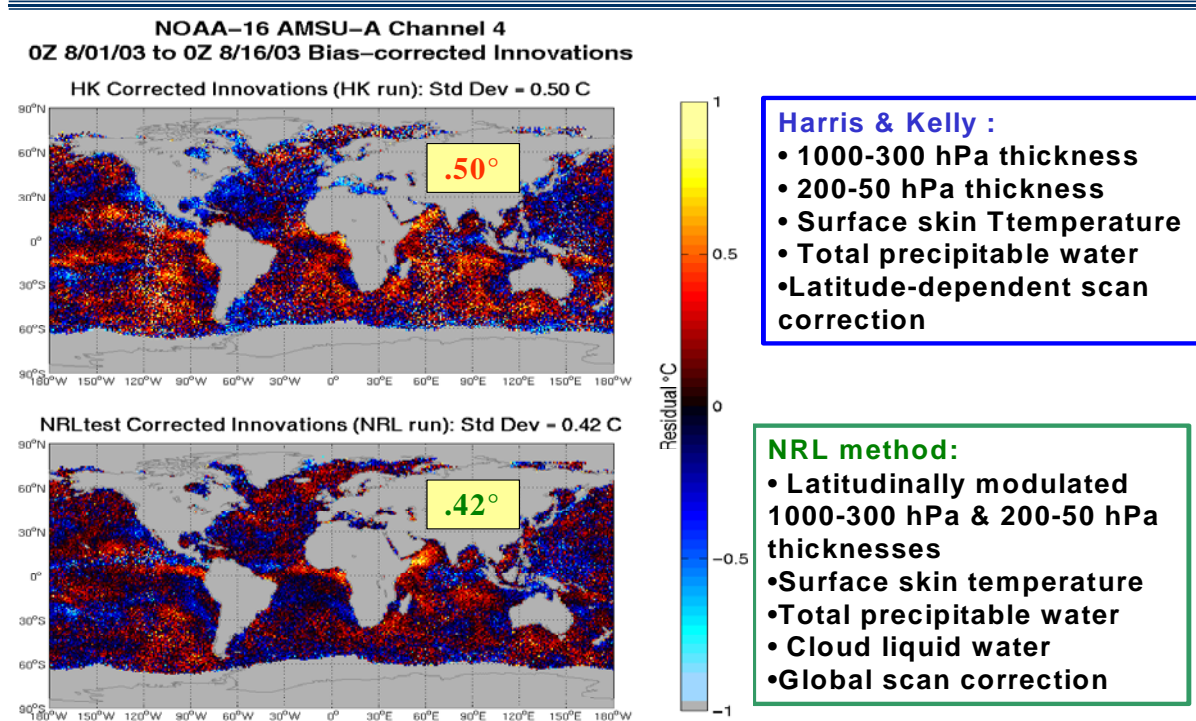 NOAA–16 AMSU–A Channel 4
0Z 8/01/03 to 0Z 8/16/03 Bias–corrected Innovations
HK Corrected Innovations (HK run): Std Dev = 0.50 C
90°N
60°N
30°N
0°
30°S
60°S
90°S
180°W 150°W 120°W 90°W 60°W 30°W 0° 30°E 60°E 90°E 120°E 150°E 180°W
.50°
NRLtest Corrected Innovations (NRL run): Std Dev = 0.42 C
90°N
60°N
30°N
0°
30°S
60°S
90°S
180°W 150°W 120°W 90°W 60°W 30°W 0° 30°E 60°E 90°E 120°E 150°E 180°W
.42°
1
0.5
0
−0.5
−1
Residual °C
Harris & Kelly :
• 1000-300 hPa thickness
• 200-50 hPa thickness
• Surface skin Ttemperature
• Total precipitable water
•Latitude-dependent scan
correction
NRL method:
• Latitudinally modulated
1000-300 hPa & 200-50 hPa
thicknesses
•Surface skin temperature
•Total precipitable water
• Cloud liquid water
•Global scan correction